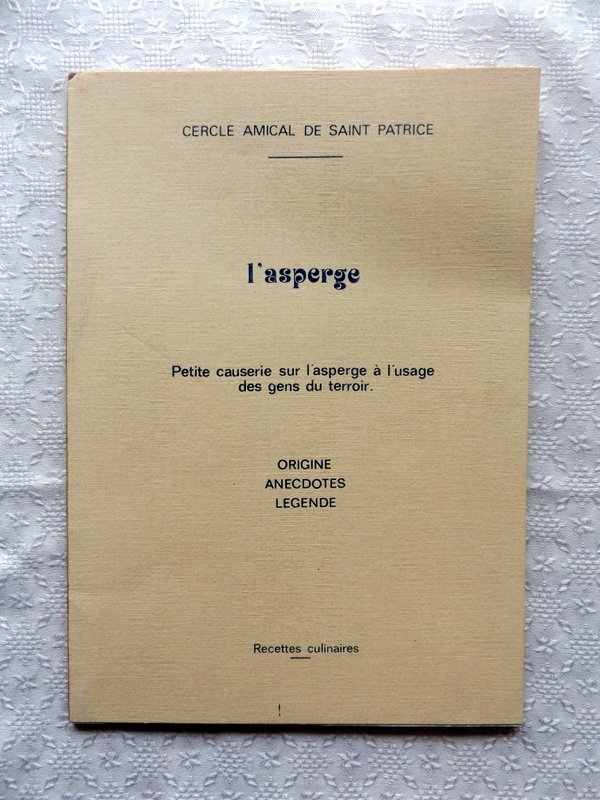 CERCLE AMICAL DE SAINT PATRICE
l'asperge
Petite causerie sur l'asperge à l'usage
des gens du terroir.
ORIGINE
ANECDOTES
LEGENDE
Recettes culinaires